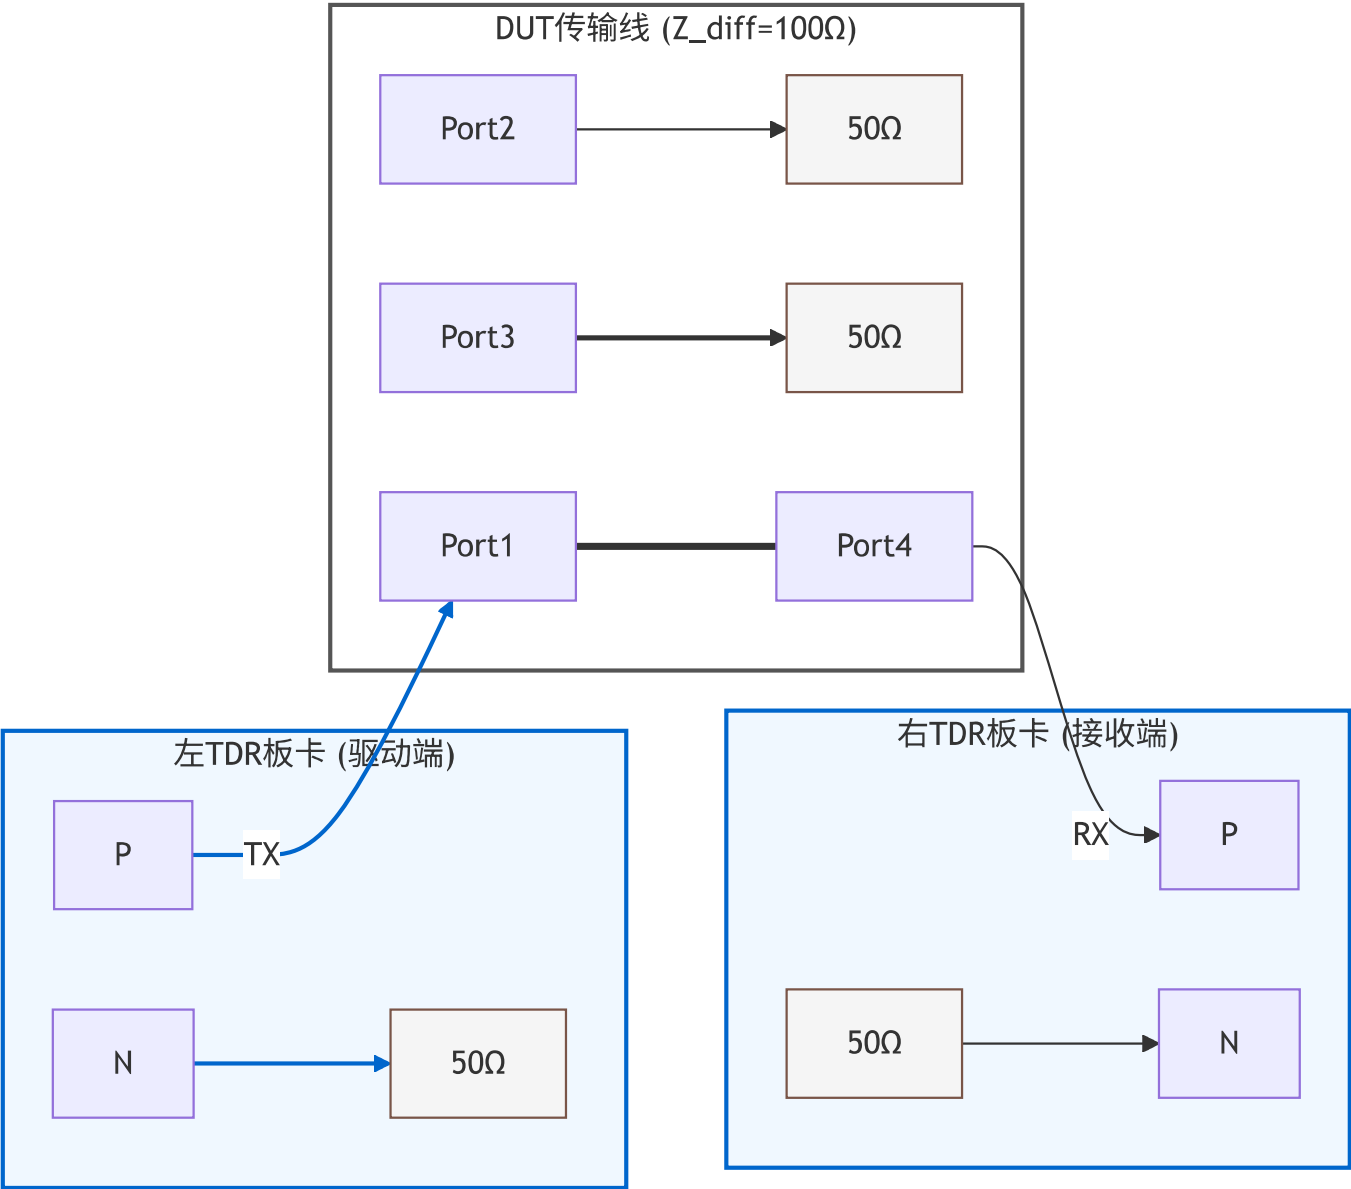 DUT传输线 (Z_diff=100Ω)
Port2
50Ω
Port3
50Ω
Port1
Port4
左TDR板卡 (驱动端)
P
TX
N
50Ω
右TDR板卡 (接收端)
RX
P
50Ω
N